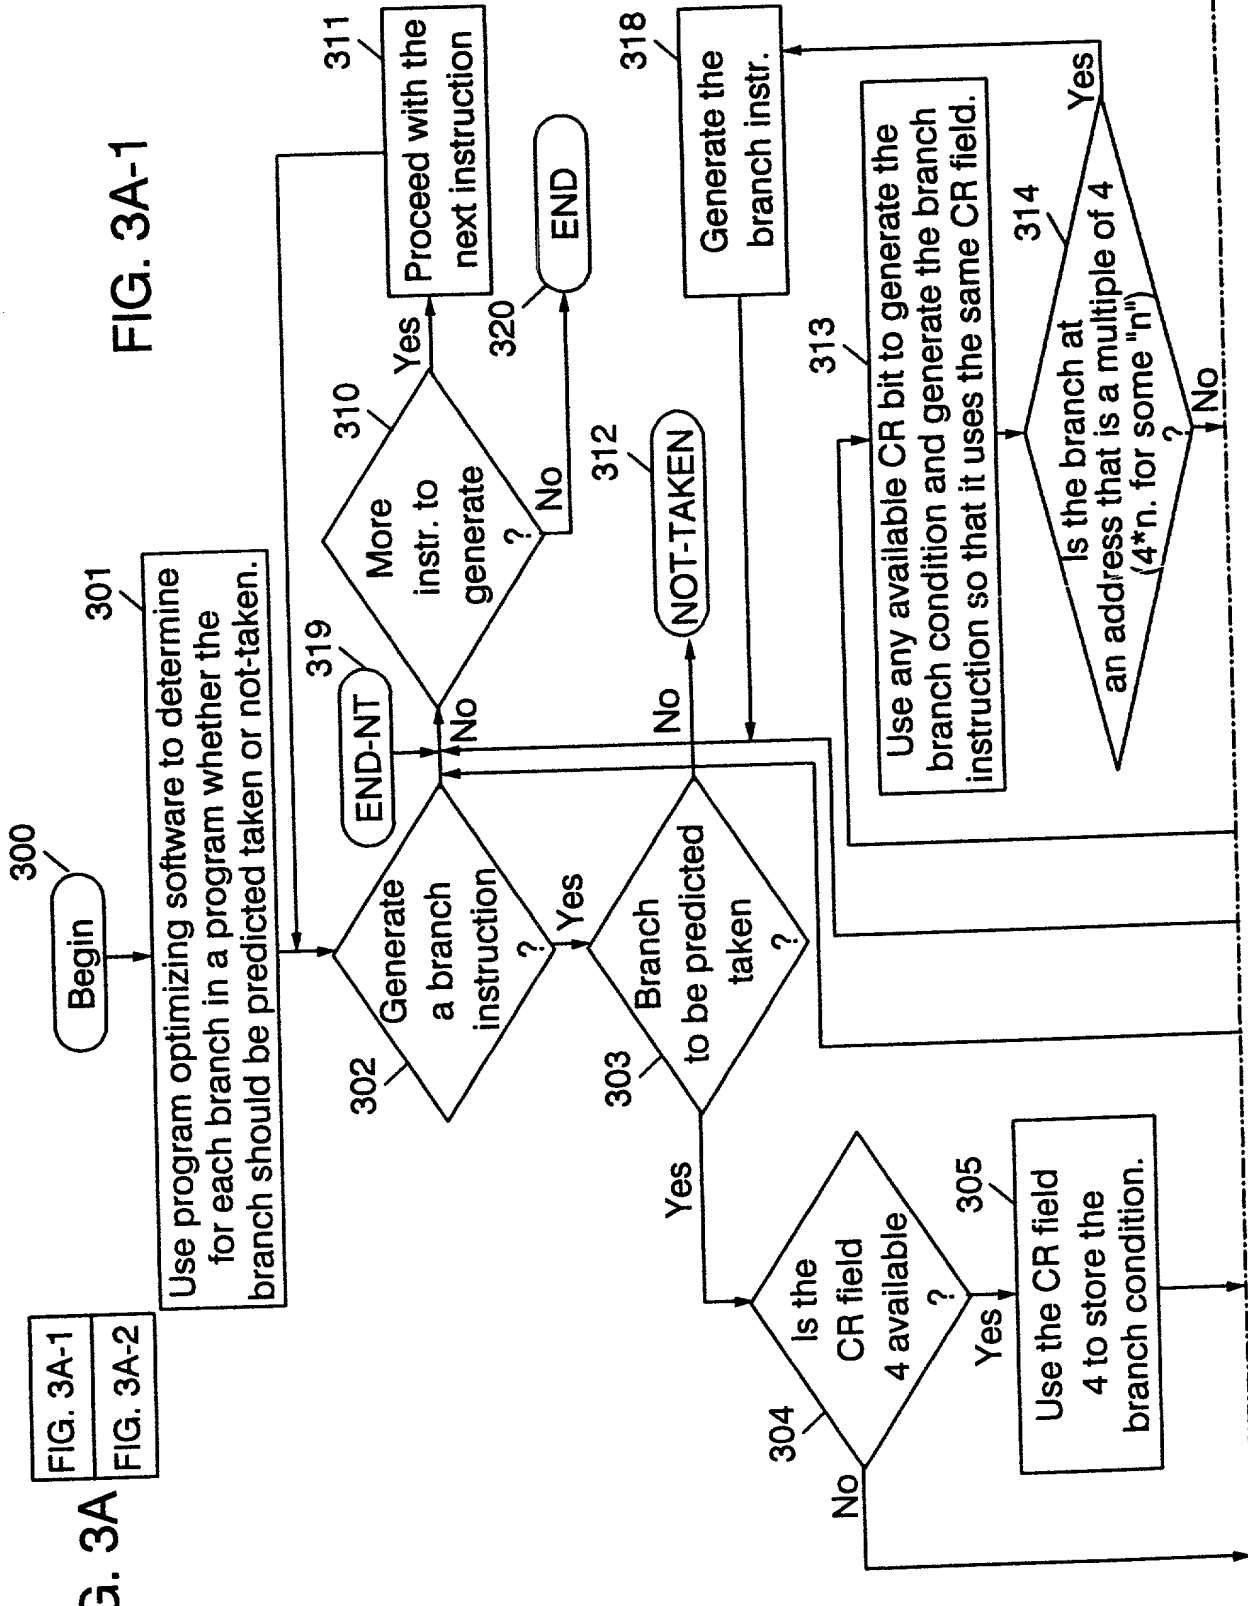 G. 3A
FIG. 3A-1
FIG. 3A-2
FIG. 3A-1
300
Begin
301
Use program optimizing software to determine
for each branch in a program whether the
branch should be predicted taken or not-taken.
302
Generate
a branch
instruction
?
No
Yes
END-NT
319
310
More
instr. to
generate
?
Yes
No
311
Proceed with the
next instruction
320
END
303
Branch
to be predicted
taken
?
No
Yes
312
NOT-TAKEN
318
Generate the
branch instr.
304
Is the
CR field
4 available
?
No
Yes
305
Use the CR field
4 to store the
branch condition.
313
Use any available CR bit to generate the
branch condition and generate the branch
instruction so that it uses the same CR field.
314
Is the branch at
an address that is a multiple of 4
(4*n. for some "n")
?
Yes
No